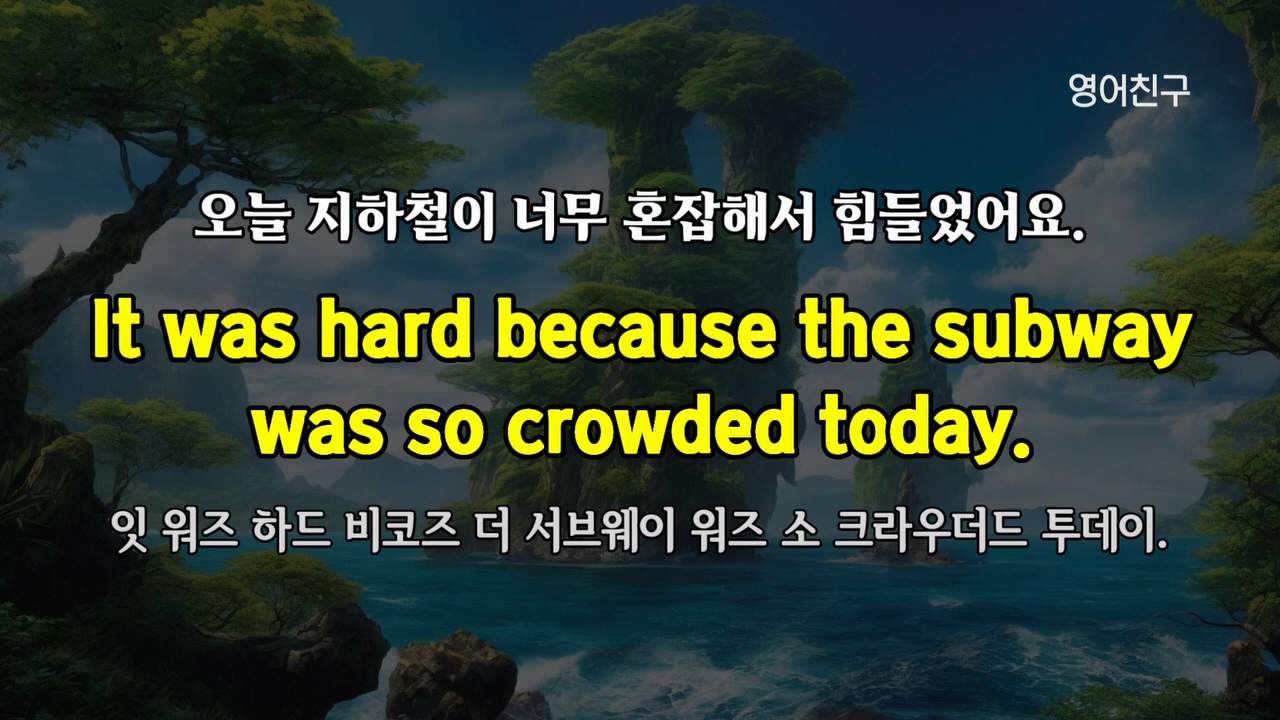 영어친구
오늘 지하철이 너무 혼잡해서 힘들었어요.
It was hard because the subway
was so crowded today.
잇 워즈 하드 비코즈 더 서브웨이 워즈 소 크라우더드 투데이.